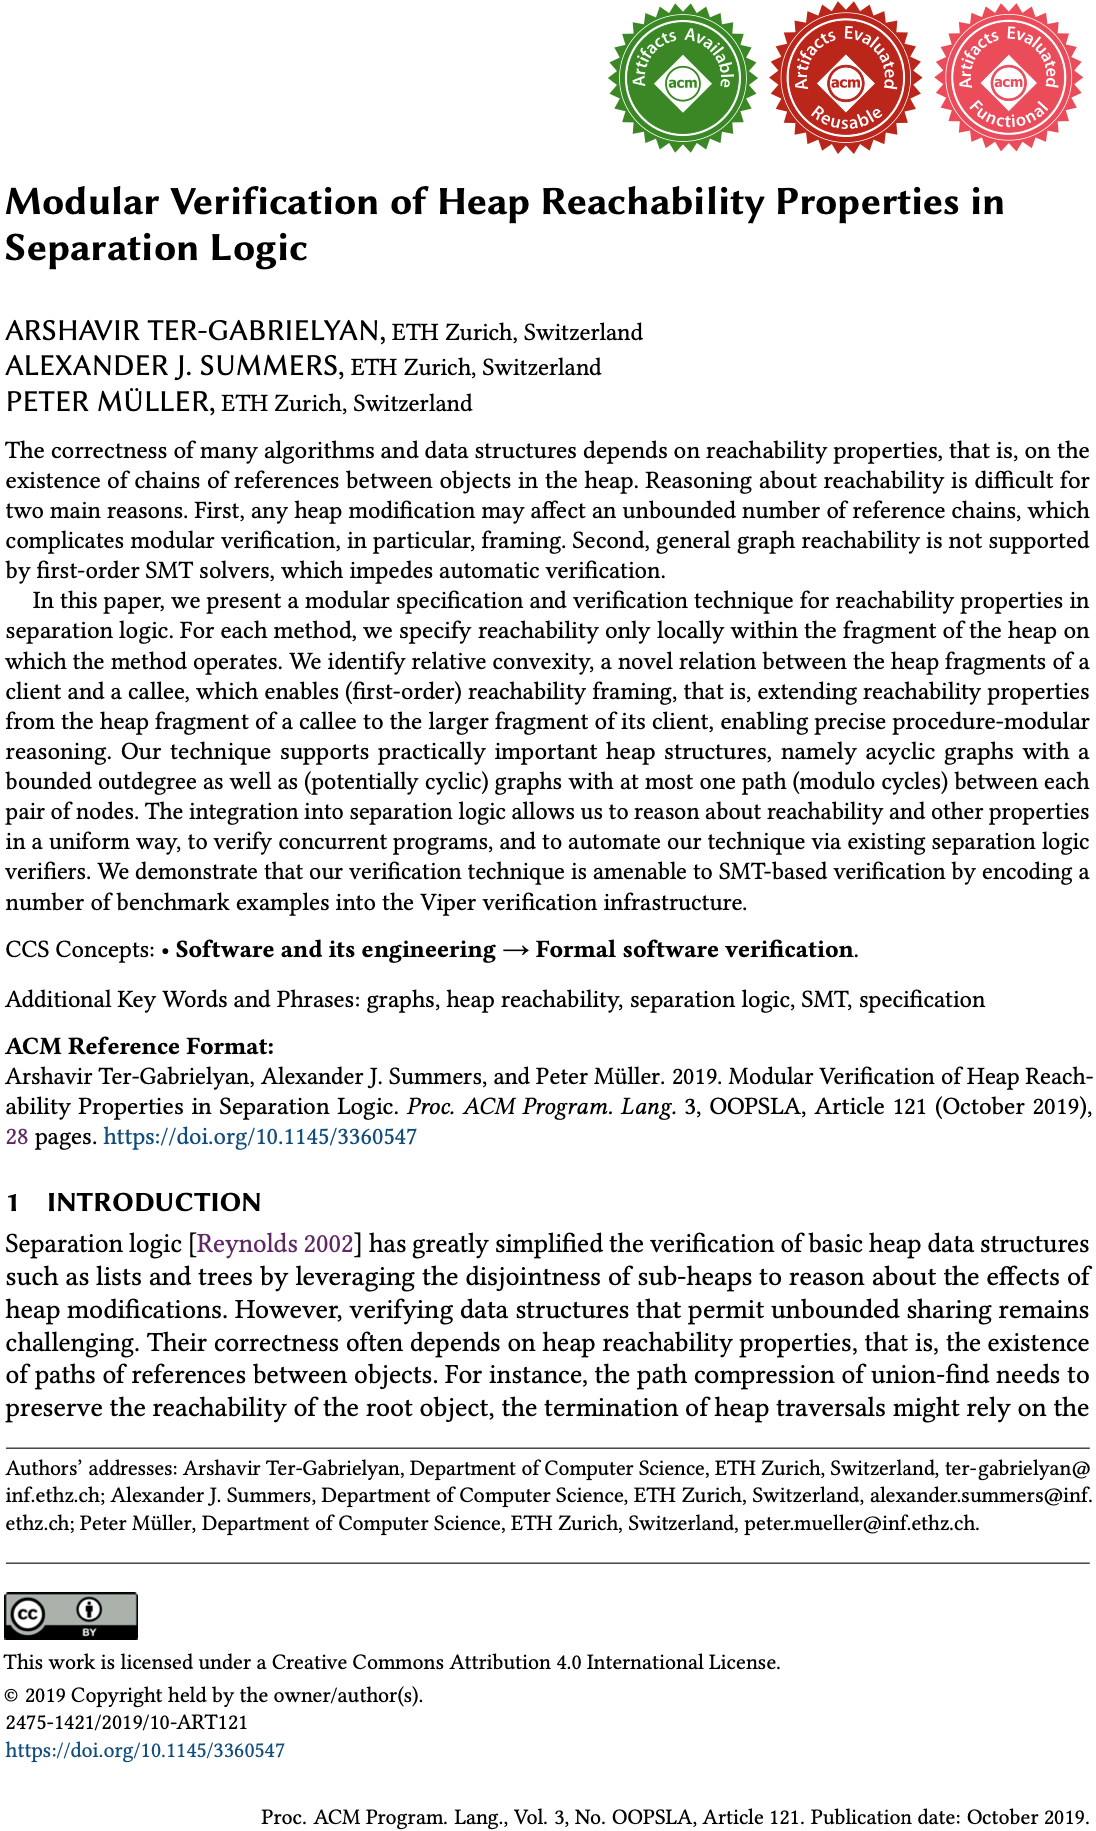 Artifacts Available
acm
Artifacts Evaluated
acm
Reusable
Artifacts Evaluated
acm
Functional
Modular Verification of Heap Reachability Properties in
Separation Logic
ARSHAVIR TER-GABRIELYAN, ETH Zurich, Switzerland
ALEXANDER J. SUMMERS, ETH Zurich, Switzerland
PETER MÜLLER, ETH Zurich, Switzerland
The correctness of many algorithms and data structures depends on reachability properties, that is, on the
existence of chains of references between objects in the heap. Reasoning about reachability is difficult for
two main reasons. First, any heap modification may affect an unbounded number of reference chains, which
complicates modular verification, in particular, framing. Second, general graph reachability is not supported
by first-order SMT solvers, which impedes automatic verification.
In this paper, we present a modular specification and verification technique for reachability properties in
separation logic. For each method, we specify reachability only locally within the fragment of the heap on
which the method operates. We identify relative convexity, a novel relation between the heap fragments of a
client and a callee, which enables (first-order) reachability framing, that is, extending reachability properties
from the heap fragment of a callee to the larger fragment of its client, enabling precise procedure-modular
reasoning. Our technique supports practically important heap structures, namely acyclic graphs with a
bounded outdegree as well as (potentially cyclic) graphs with at most one path (modulo cycles) between each
pair of nodes. The integration into separation logic allows us to reason about reachability and other properties
in a uniform way, to verify concurrent programs, and to automate our technique via existing separation logic
verifiers. We demonstrate that our verification technique is amenable to SMT-based verification by encoding a
number of benchmark examples into the Viper verification infrastructure.
CCS Concepts: • Software and its engineering → Formal software verification.
Additional Key Words and Phrases: graphs, heap reachability, separation logic, SMT, specification
ACM Reference Format:
Arshavir Ter-Gabrielyan, Alexander J. Summers, and Peter Müller. 2019. Modular Verification of Heap Reach-
ability Properties in Separation Logic. Proc. ACM Program. Lang. 3, OOPSLA, Article 121 (October 2019),
28 pages. https://doi.org/10.1145/3360547
1 INTRODUCTION
Separation logic [Reynolds 2002] has greatly simplified the verification of basic heap data structures
such as lists and trees by leveraging the disjointness of sub-heaps to reason about the effects of
heap modifications. However, verifying data structures that permit unbounded sharing remains
challenging. Their correctness often depends on heap reachability properties, that is, the existence
of paths of references between objects. For instance, the path compression of union-find needs to
preserve the reachability of the root object, the termination of heap traversals might rely on the
Authors' addresses: Arshavir Ter-Gabrielyan, Department of Computer Science, ETH Zurich, Switzerland, ter-gabrielyan@
inf.ethz.ch; Alexander J. Summers, Department of Computer Science, ETH Zurich, Switzerland, alexander.summers@inf.
ethz.ch; Peter Müller, Department of Computer Science, ETH Zurich, Switzerland, peter.mueller@inf.ethz.ch.
cc
BY
This work is licensed under a Creative Commons Attribution 4.0 International License.
© 2019 Copyright held by the owner/author(s).
2475-1421/2019/10-ART121
https://doi.org/10.1145/3360547
Proc. ACM Program. Lang., Vol. 3, No. OOPSLA, Article 121. Publication date: October 2019.